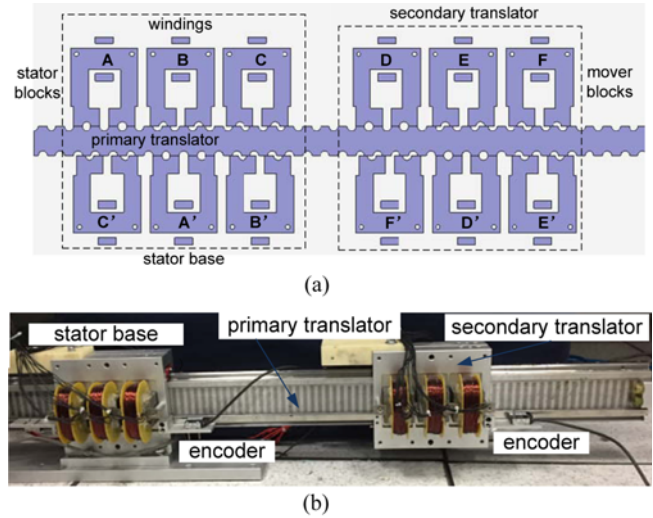 windings
secondary translator
A
B
C
D
E
F
stator
blocks
mover
blocks
primary translator
C'
A'
B'
F'
D'
E'
stator base
(a)
stator base
primary translator
secondary translator
encoder
encoder
(b)